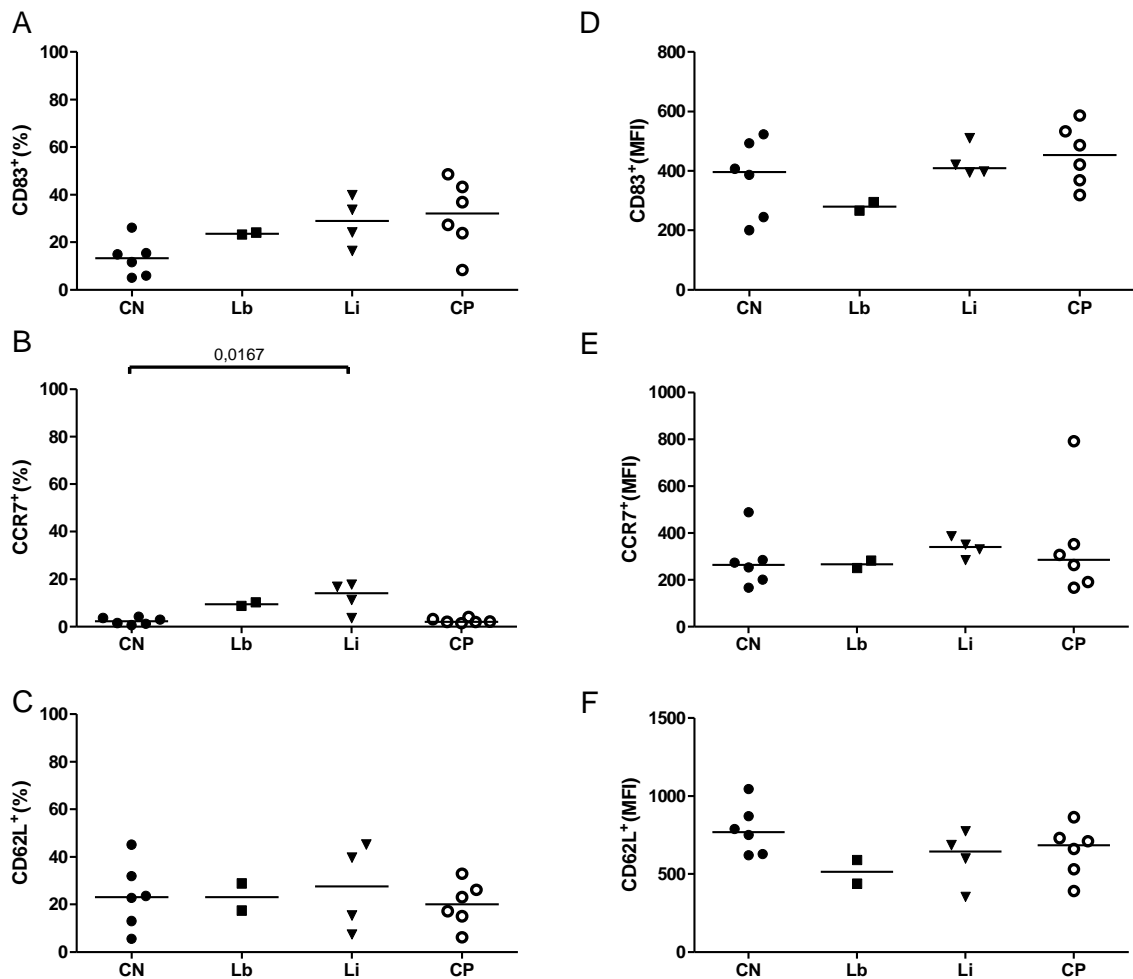 A
CD83+(%)
100
80
60
40
20
0
CN Lb Li CP
D
CD83+(MFI)
800
600
400
200
0
CN Lb Li CP
B
0,0167
CCR7+(%)
100
80
60
40
20
0
CN Lb Li CP
E
CCR7+(MFI)
1000
800
600
400
200
0
CN Lb Li CP
C
CD62L+(%)
100
80
60
40
20
0
CN Lb Li CP
F
CD62L+(MFI)
1500
1000
500
0
CN Lb Li CP